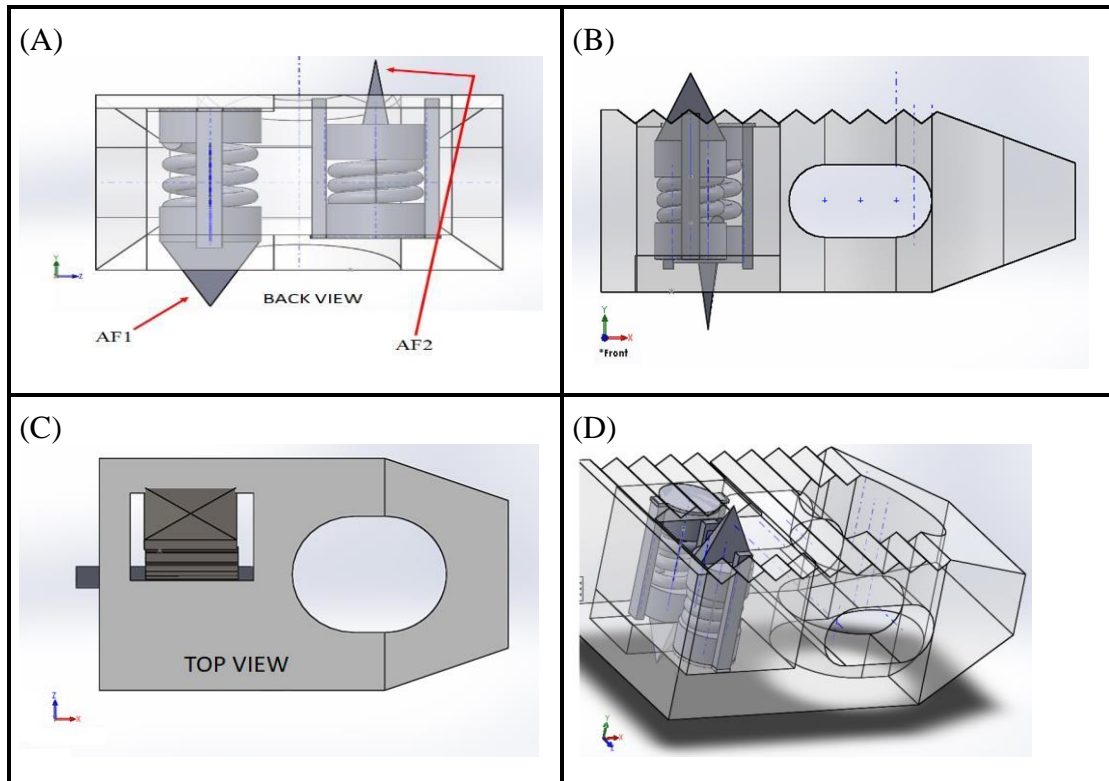 (A)
Y
Z
BACK VIEW
AF1
AF2
(B)
Y
X
*Front
(C)
TOP VIEW
Z
X
(D)
Y
X
Z